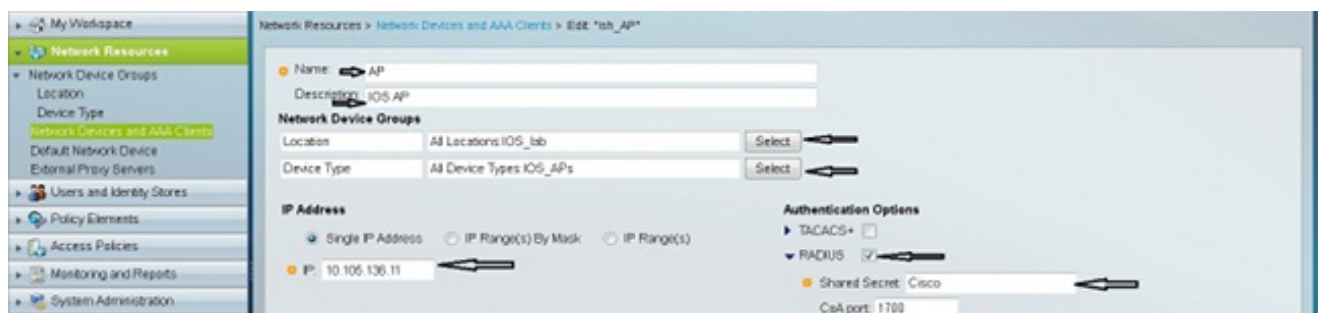 My Workspace
Network Resources
Network Device Groups
Location
Device Type
Network Devices and AAA Clients
Default Network Device
External Proxy Servers
Users and Identity Stores
Policy Elements
Access Policies
Monitoring and Reports
System Administration
Network Resources > Network Devices and AAA Clients > Edit: "ish_AP"
Name: AP
Description: IOS AP
Network Device Groups
Location All Locations:IOS_lab Select
Device Type All Device Types:IOS_APs Select
IP Address
Single IP Address IP Range(s) By Mask IP Range(s)
IP: 10.105.136.11
Authentication Options
TACACS+
RADIUS
Shared Secret: Cisco
CoA port: 1700